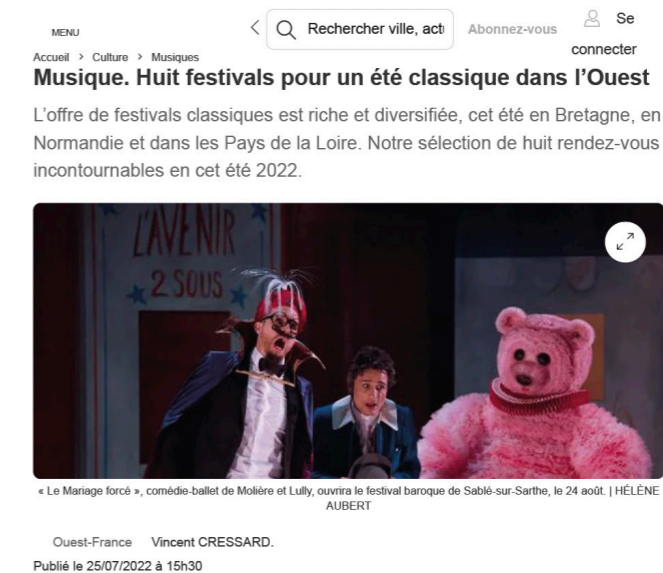 MENU
Rechercher ville, actu
Abonnez-vous
Se
connecter
Accueil > Culture > Musiques
Musique. Huit festivals pour un été classique dans l’Ouest
L’offre de festivals classiques est riche et diversifiée, cet été en Bretagne, en
Normandie et dans les Pays de la Loire. Notre sélection de huit rendez-vous
incontournables en cet été 2022.
L'AVENIR
2 SOUS
« Le Mariage forcé », comédie-ballet de Molière et Lully, ouvrira le festival baroque de Sablé-sur-Sarthe, le 24 août. | HÉLÈNE
AUBERT
Ouest-France Vincent CRESSARD.
Publié le 25/07/2022 à 15h30